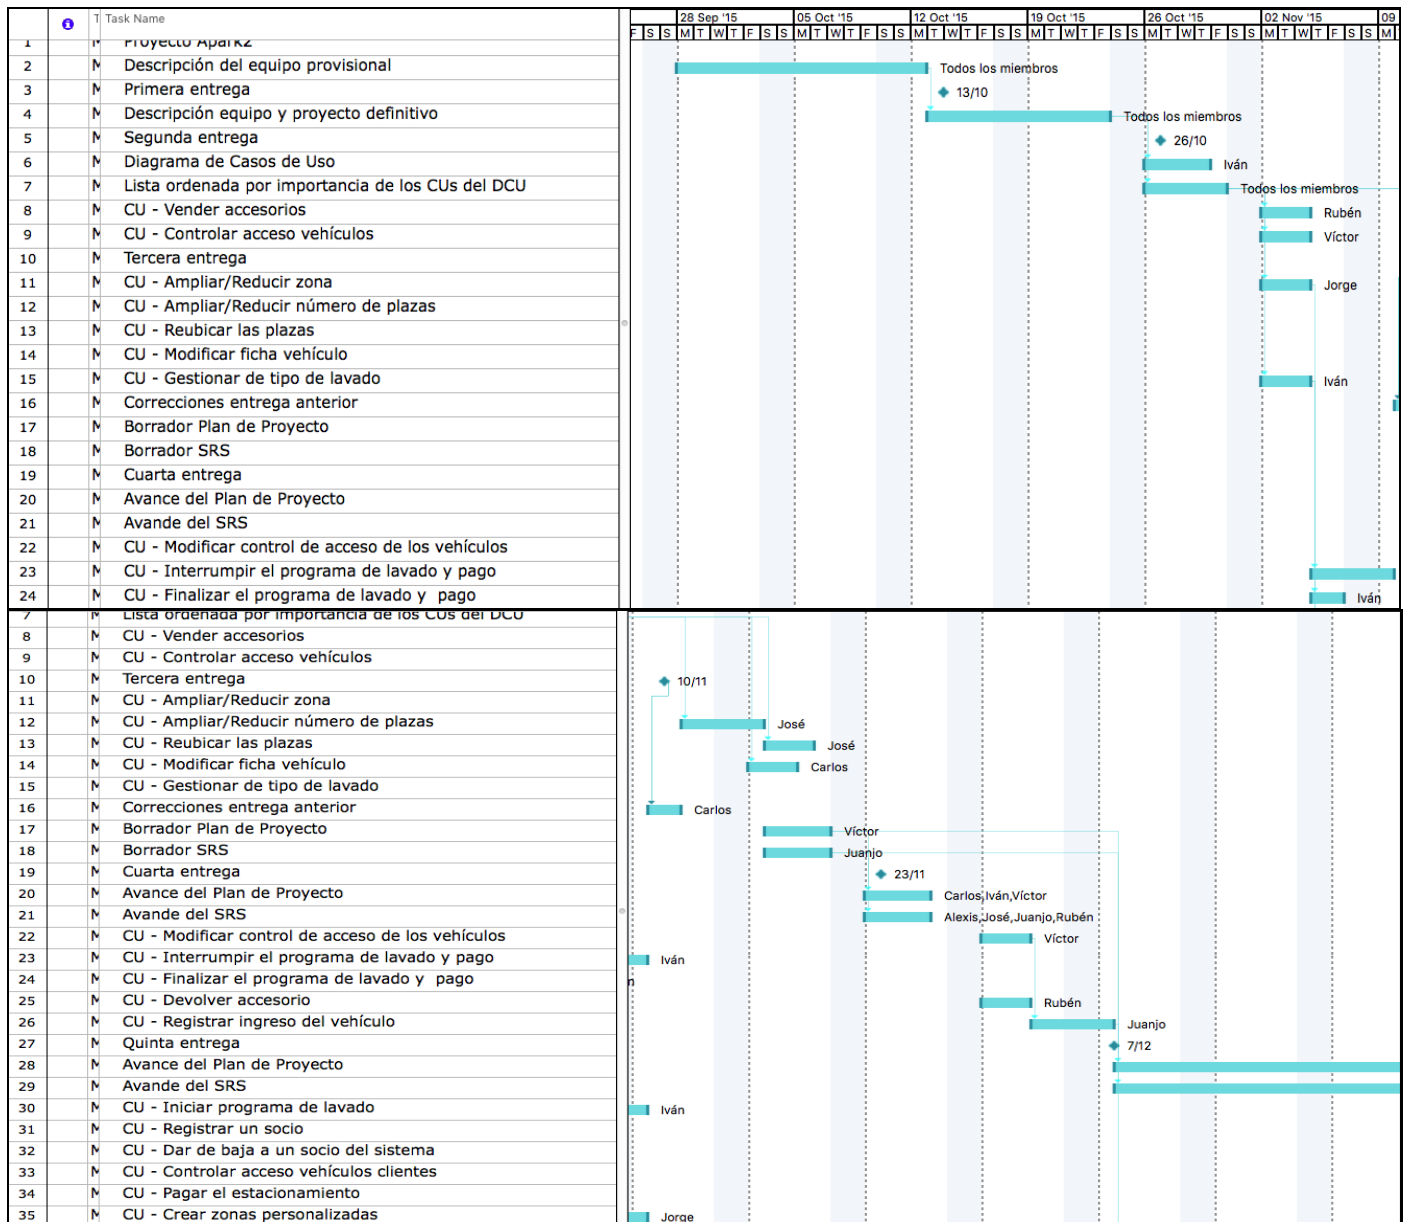 T Task Name 28 Sep '15 05 Oct '15 12 Oct '15 19 Oct '15 26 Oct '15 02 Nov '15 09
F S S M T W T F S S M T W T F S S M T W T F S S M T W T F S S M T W T F S S M T W T F S S M
1 Proyecto Apark2
2 Descripción del equipo provisional Todos los miembros
3 Primera entrega 13/10
4 Descripción equipo y proyecto definitivo Todos los miembros
5 Segunda entrega 26/10
6 Diagrama de Casos de Uso Iván
7 Lista ordenada por importancia de los CUs del DCU Todos los miembros
8 CU - Vender accesorios Rubén
9 CU - Controlar acceso vehículos Víctor
10 Tercera entrega
11 CU - Ampliar/Reducir zona Jorge
12 CU - Ampliar/Reducir número de plazas
13 CU - Reubicar las plazas
14 CU - Modificar ficha vehículo
15 CU - Gestionar de tipo de lavado Iván
16 Correcciones entrega anterior
17 Borrador Plan de Proyecto
18 Borrador SRS
19 Cuarta entrega
20 Avance del Plan de Proyecto
21 Avande del SRS
22 CU - Modificar control de acceso de los vehículos
23 CU - Interrumpir el programa de lavado y pago
24 CU - Finalizar el programa de lavado y pago Iván
7 Lista ordenada por importancia de los CUs del DCU
8 CU - Vender accesorios
9 CU - Controlar acceso vehículos
10 Tercera entrega 10/11
11 CU - Ampliar/Reducir zona
12 CU - Ampliar/Reducir número de plazas José
13 CU - Reubicar las plazas José
14 CU - Modificar ficha vehículo Carlos
15 CU - Gestionar de tipo de lavado
16 Correcciones entrega anterior Carlos
17 Borrador Plan de Proyecto Víctor
18 Borrador SRS Juanjo
19 Cuarta entrega 23/11
20 Avance del Plan de Proyecto Carlos,Iván,Víctor
21 Avande del SRS Alexis,José,Juanjo,Rubén
22 CU - Modificar control de acceso de los vehículos Víctor
23 CU - Interrumpir el programa de lavado y pago Iván
24 CU - Finalizar el programa de lavado y pago n
25 CU - Devolver accesorio Rubén
26 CU - Registrar ingreso del vehículo Juanjo
27 Quinta entrega 7/12
28 Avance del Plan de Proyecto
29 Avande del SRS
30 CU - Iniciar programa de lavado Iván
31 CU - Registrar un socio
32 CU - Dar de baja a un socio del sistema
33 CU - Controlar acceso vehículos clientes
34 CU - Pagar el estacionamiento
35 CU - Crear zonas personalizadas Jorge